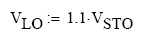 V_LO := 1.1·V_STO